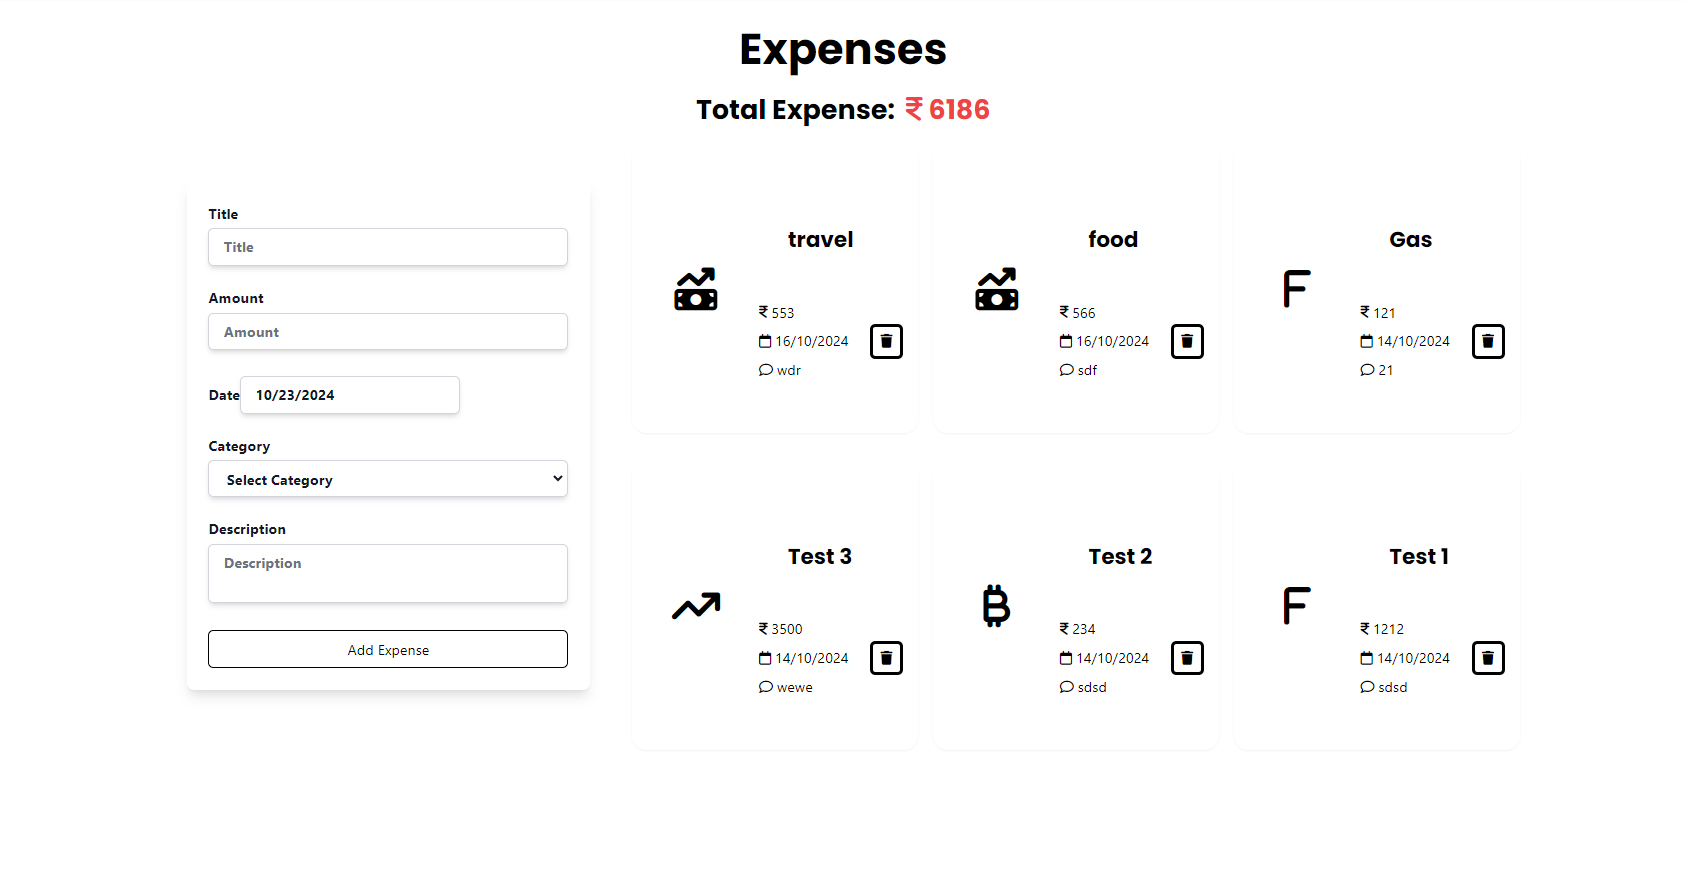 Expenses
Total Expense: ₹ 6186
Title
Title
Amount
Amount
Date 10/23/2024
Category
Select Category
Description
Description
Add Expense
travel
₹ 553
16/10/2024
wdr
food
₹ 566
16/10/2024
sdf
Gas
₹ 121
14/10/2024
21
Test 3
₹ 3500
14/10/2024
wewe
Test 2
₹ 234
14/10/2024
sdsd
Test 1
₹ 1212
14/10/2024
sdsd